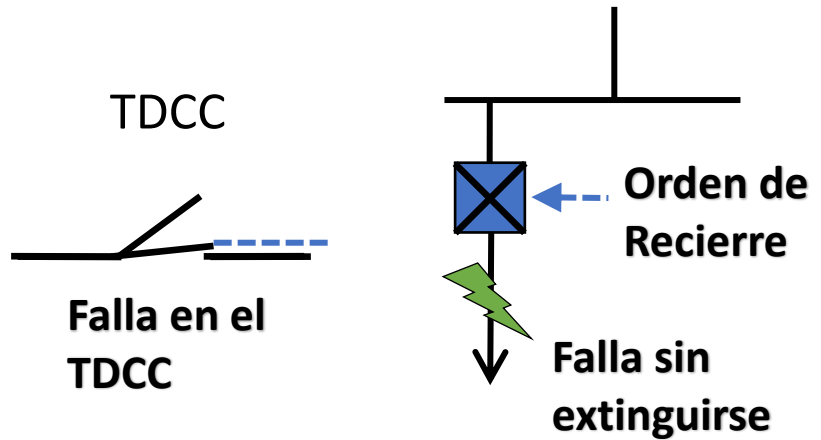 TDCC
Falla en el
TDCC
Orden de
Recierre
Falla sin
extinguirse